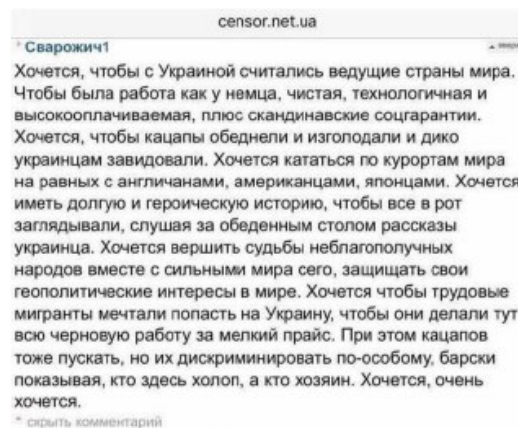 censor.net.ua
Сварожич1
Хочется, чтобы с Украиной считались ведущие страны мира.
Чтобы была работа как у немца, чистая, технологичная и
высокооплачиваемая, плюс скандинавские соцгарантии.
Хочется, чтобы кацапы обеднели и изголодали и дико
украинцам завидовали. Хочется кататься по курортам мира
на равных с англичанами, американцами, японцами. Хочется
иметь долгую и героическую историю, чтобы все в рот
заглядывали, слушая за обеденным столом рассказы
украинца. Хочется вершить судьбы неблагополучных
народов вместе с сильными мира сего, защищать свои
геополитические интересы в мире. Хочется чтобы трудовые
мигранты мечтали попасть на Украину, чтобы они делали тут
всю черновую работу за мелкий прайс. При этом кацапов
тоже пускать, но их дискриминировать по-особому, барски
показывая, кто здесь холоп, а кто хозяин. Хочется, очень
хочется.
* скрыть комментарий